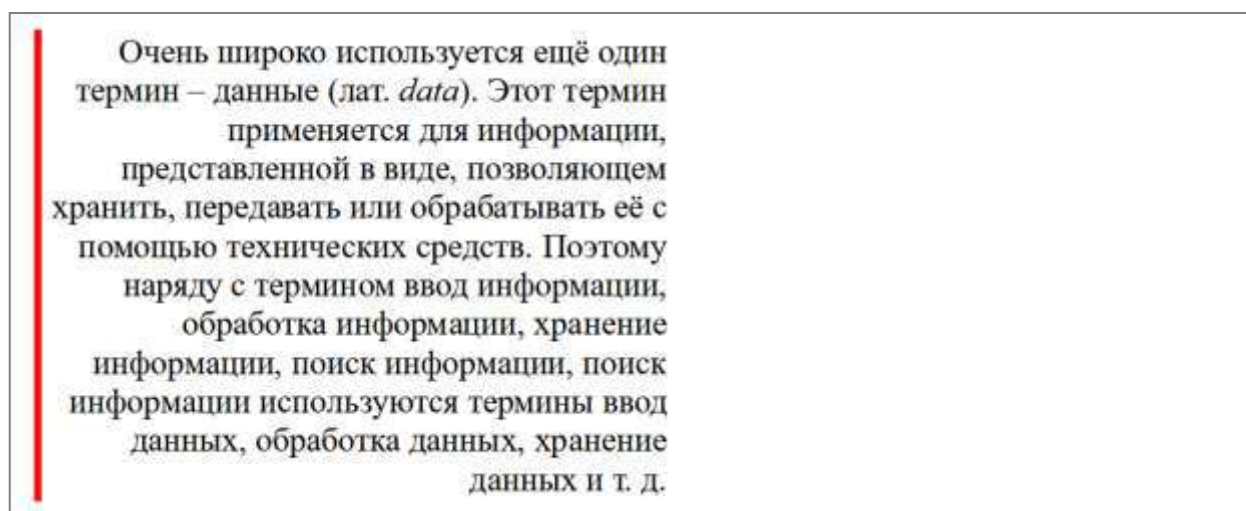 Очень широко используется ещё один
термин – данные (лат. data). Этот термин
применяется для информации,
представленной в виде, позволяющем
хранить, передавать или обрабатывать её с
помощью технических средств. Поэтому
наряду с термином ввод информации,
обработка информации, хранение
информации, поиск информации, поиск
информации используются термины ввод
данных, обработка данных, хранение
данных и т. д.